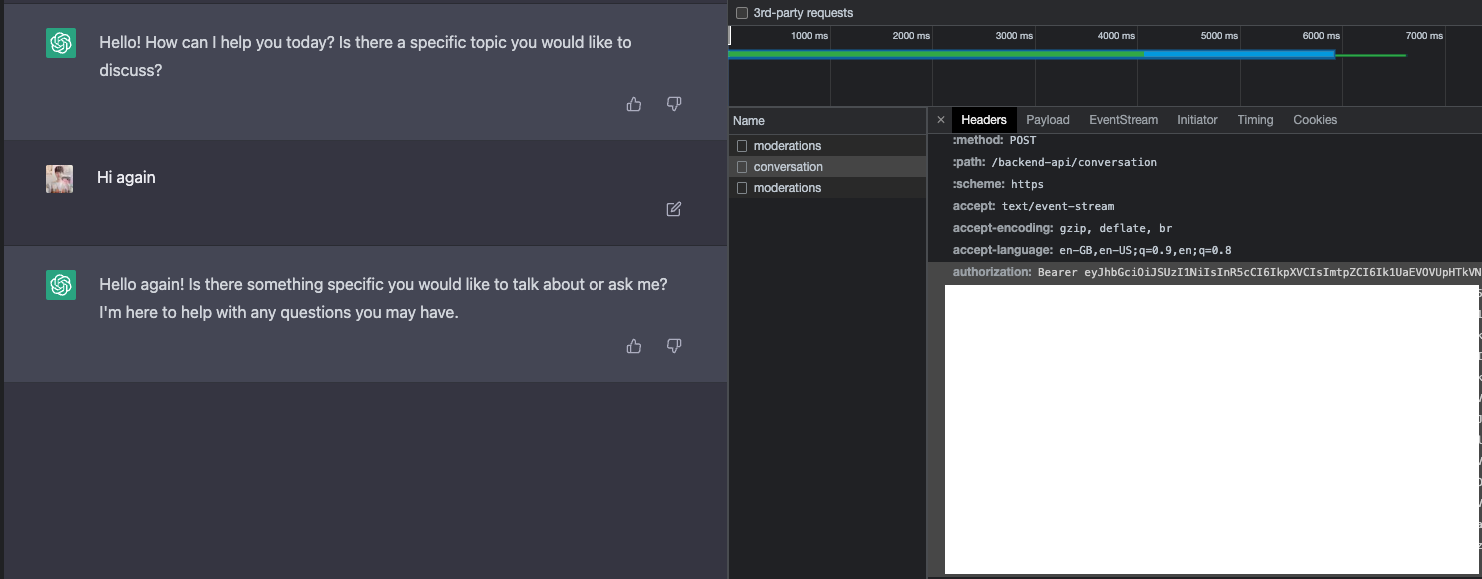 Hello! How can I help you today? Is there a specific topic you would like to
discuss?
Hi again
Hello again! Is there something specific you would like to talk about or ask me?
I'm here to help with any questions you may have.
3rd-party requests
1000 ms 2000 ms 3000 ms 4000 ms 5000 ms 6000 ms 7000 ms
Name
moderations
conversation
moderations
× Headers Payload EventStream Initiator Timing Cookies
:method: POST
:path: /backend-api/conversation
:scheme: https
accept: text/event-stream
accept-encoding: gzip, deflate, br
accept-language: en-GB,en-US;q=0.9,en;q=0.8
authorization: Bearer eyJhbGciOiJSUzI1NiIsInR5cCI6IkpXVCIsImtpZCI6Ik1UaEVOVUpHTkVN